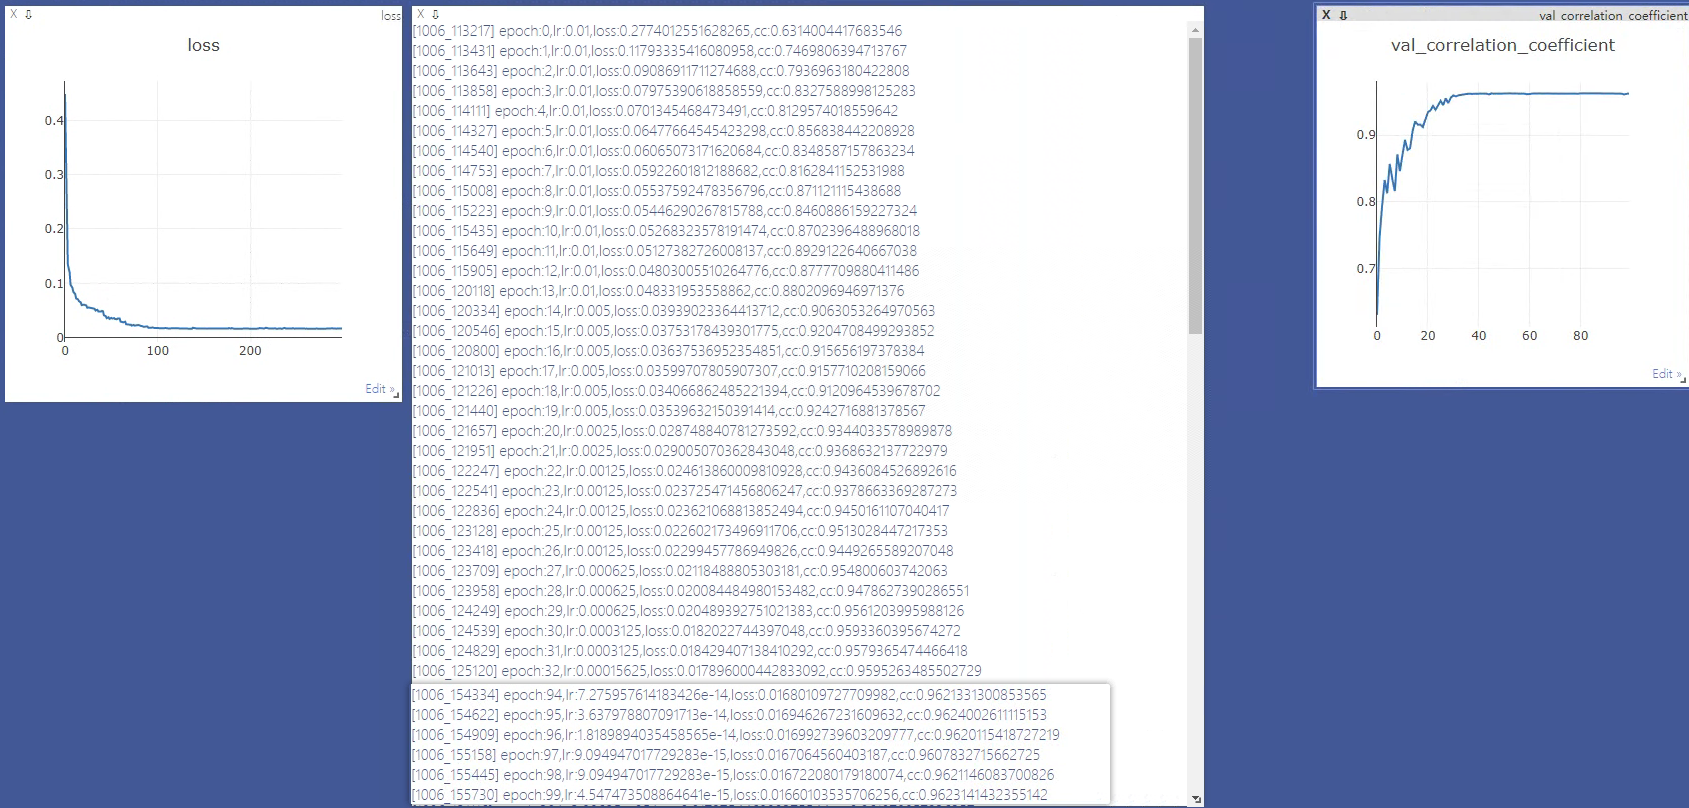 X ⇩ loss
loss
0.4
0.3
0.2
0.1
0
0 100 200
Edit »
X ⇩
[1006_113217] epoch:0,lr:0.01,loss:0.2774012551628265,cc:0.6314004417683546
[1006_113431] epoch:1,lr:0.01,loss:0.11793335416080958,cc:0.7469806394713767
[1006_113643] epoch:2,lr:0.01,loss:0.09086911711274688,cc:0.7936963180422808
[1006_113858] epoch:3,lr:0.01,loss:0.07975390618858559,cc:0.8327588998125283
[1006_114111] epoch:4,lr:0.01,loss:0.0701345468473491,cc:0.8129574018559642
[1006_114327] epoch:5,lr:0.01,loss:0.06477664545423298,cc:0.856838442208928
[1006_114540] epoch:6,lr:0.01,loss:0.06065073171620684,cc:0.8348587157863234
[1006_114753] epoch:7,lr:0.01,loss:0.05922601812188682,cc:0.8162841152531988
[1006_115008] epoch:8,lr:0.01,loss:0.05537592478356796,cc:0.871121115438688
[1006_115223] epoch:9,lr:0.01,loss:0.05446290267815788,cc:0.8460886159227324
[1006_115435] epoch:10,lr:0.01,loss:0.05268323578191474,cc:0.8702396488968018
[1006_115649] epoch:11,lr:0.01,loss:0.05127382726008137,cc:0.8929122640667038
[1006_115905] epoch:12,lr:0.01,loss:0.04803005510264776,cc:0.8777709880411486
[1006_120118] epoch:13,lr:0.01,loss:0.048331953558862,cc:0.8802096946971376
[1006_120334] epoch:14,lr:0.005,loss:0.03939023364413712,cc:0.9063053264970563
[1006_120546] epoch:15,lr:0.005,loss:0.03753178439301775,cc:0.9204708499293852
[1006_120800] epoch:16,lr:0.005,loss:0.03637536952354851,cc:0.915656197378384
[1006_121013] epoch:17,lr:0.005,loss:0.03599707805907307,cc:0.9157710208159066
[1006_121226] epoch:18,lr:0.005,loss:0.034066862485221394,cc:0.9120964539678702
[1006_121440] epoch:19,lr:0.005,loss:0.03539632150391414,cc:0.9242716881378567
[1006_121657] epoch:20,lr:0.0025,loss:0.028748840781273592,cc:0.9344033578989878
[1006_121951] epoch:21,lr:0.0025,loss:0.029005070362843048,cc:0.9368632137722979
[1006_122247] epoch:22,lr:0.00125,loss:0.024613860009810928,cc:0.9436084526892616
[1006_122541] epoch:23,lr:0.00125,loss:0.023725471456806247,cc:0.9378663369287273
[1006_122836] epoch:24,lr:0.00125,loss:0.023621068813852494,cc:0.9450161107040417
[1006_123128] epoch:25,lr:0.00125,loss:0.022602173496911706,cc:0.9513028447217353
[1006_123418] epoch:26,lr:0.00125,loss:0.02299457786949826,cc:0.9449265589207048
[1006_123709] epoch:27,lr:0.000625,loss:0.02118488805303181,cc:0.954800603742063
[1006_123958] epoch:28,lr:0.000625,loss:0.020084484980153482,cc:0.9478627390286551
[1006_124249] epoch:29,lr:0.000625,loss:0.020489392751021383,cc:0.9561203995988126
[1006_124539] epoch:30,lr:0.0003125,loss:0.0182022744397048,cc:0.9593360395674272
[1006_124829] epoch:31,lr:0.0003125,loss:0.018429407138410292,cc:0.9579365474466418
[1006_125120] epoch:32,lr:0.00015625,loss:0.017896000442833092,cc:0.9595263485502729
[1006_154334] epoch:94,lr:7.275957614183426e-14,loss:0.01680109727709982,cc:0.9621331300853565
[1006_154622] epoch:95,lr:3.637978807091713e-14,loss:0.016946267231609632,cc:0.9624002611115153
[1006_154909] epoch:96,lr:1.8189894035458565e-14,loss:0.016992739603209777,cc:0.9620115418727219
[1006_155158] epoch:97,lr:9.094947017729283e-15,loss:0.0167064560403187,cc:0.9607832715662725
[1006_155445] epoch:98,lr:9.094947017729283e-15,loss:0.016722080179180074,cc:0.9621146083700826
[1006_155730] epoch:99,lr:4.547473508864641e-15,loss:0.01660103535706256,cc:0.9623141432355142
X ⇩ val_correlation_coefficient
val_correlation_coefficient
0.9
0.8
0.7
0 20 40 60 80
Edit »